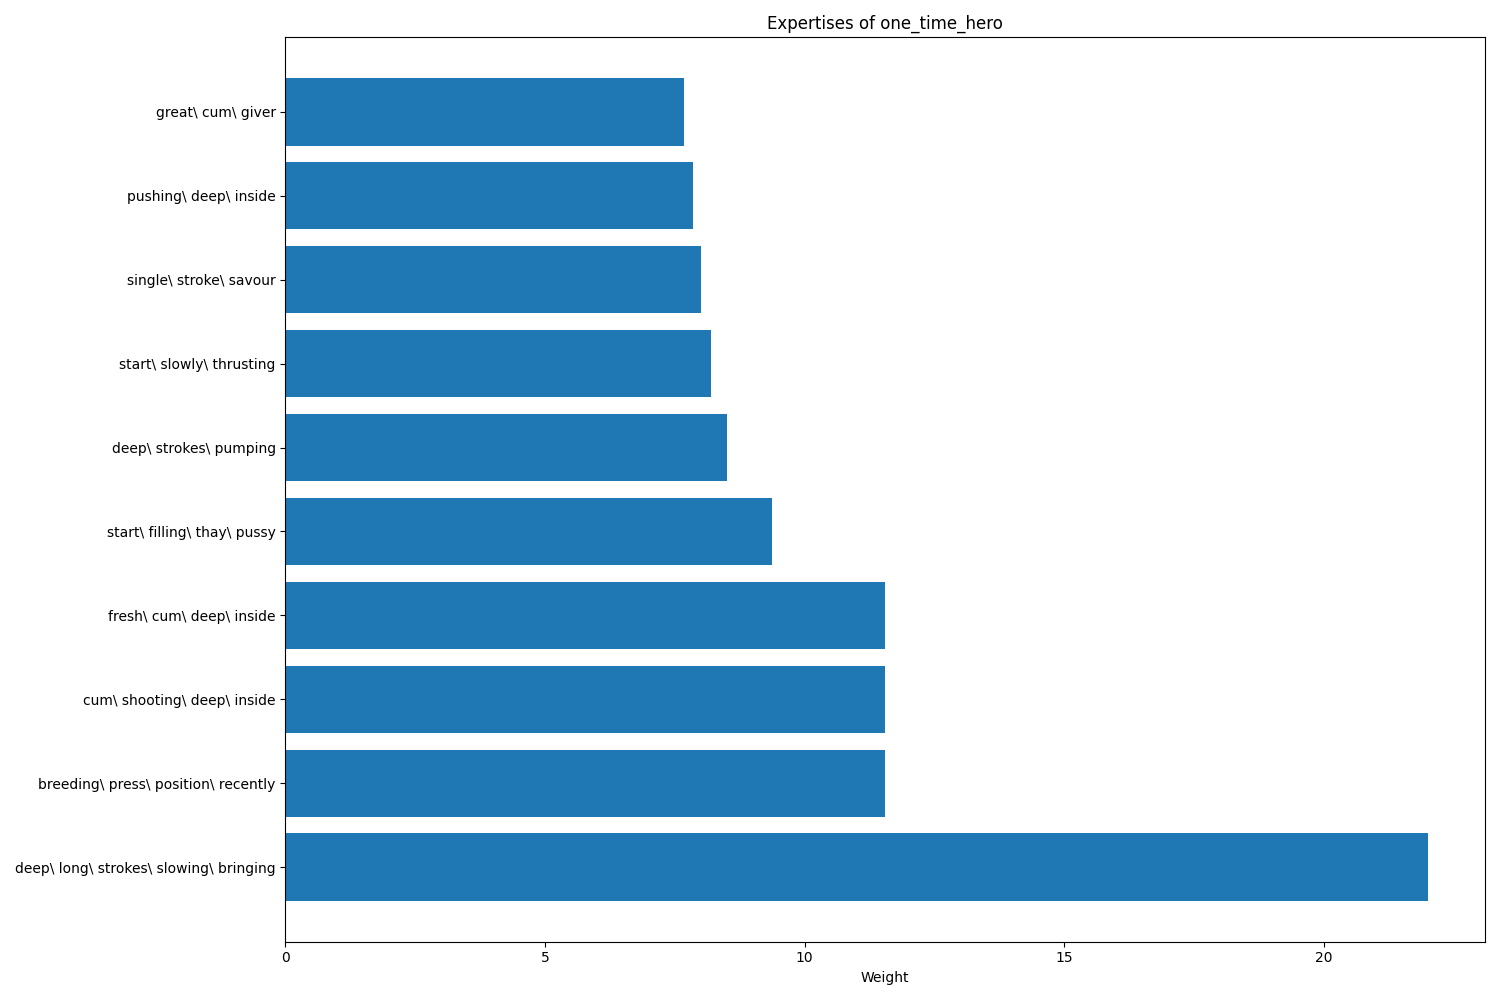 Expertises of one_time_hero
great\ cum\ giver
pushing\ deep\ inside
single\ stroke\ savour
start\ slowly\ thrusting
deep\ strokes\ pumping
start\ filling\ thay\ pussy
fresh\ cum\ deep\ inside
cum\ shooting\ deep\ inside
breeding\ press\ position\ recently
deep\ long\ strokes\ slowing\ bringing
0 5 10 15 20
Weight